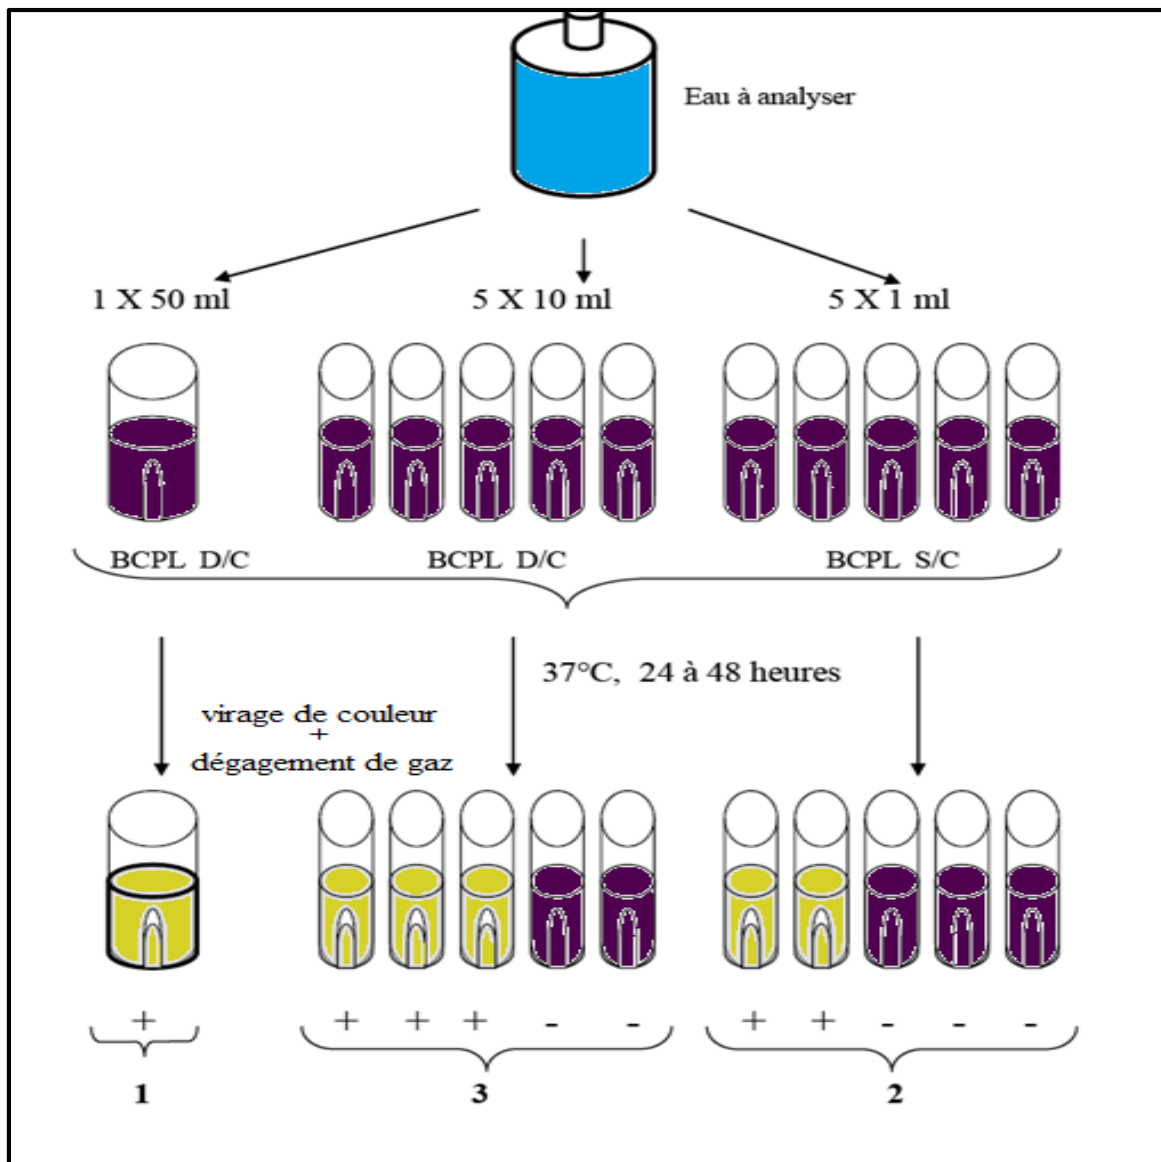 Eau à analyser
1 X 50 ml
5 X 10 ml
5 X 1 ml
BCPL D/C
BCPL D/C
BCPL S/C
37°C, 24 à 48 heures
virage de couleur
+
dégagement de gaz
+
+ + + - -
+ + - - -
1
3
2